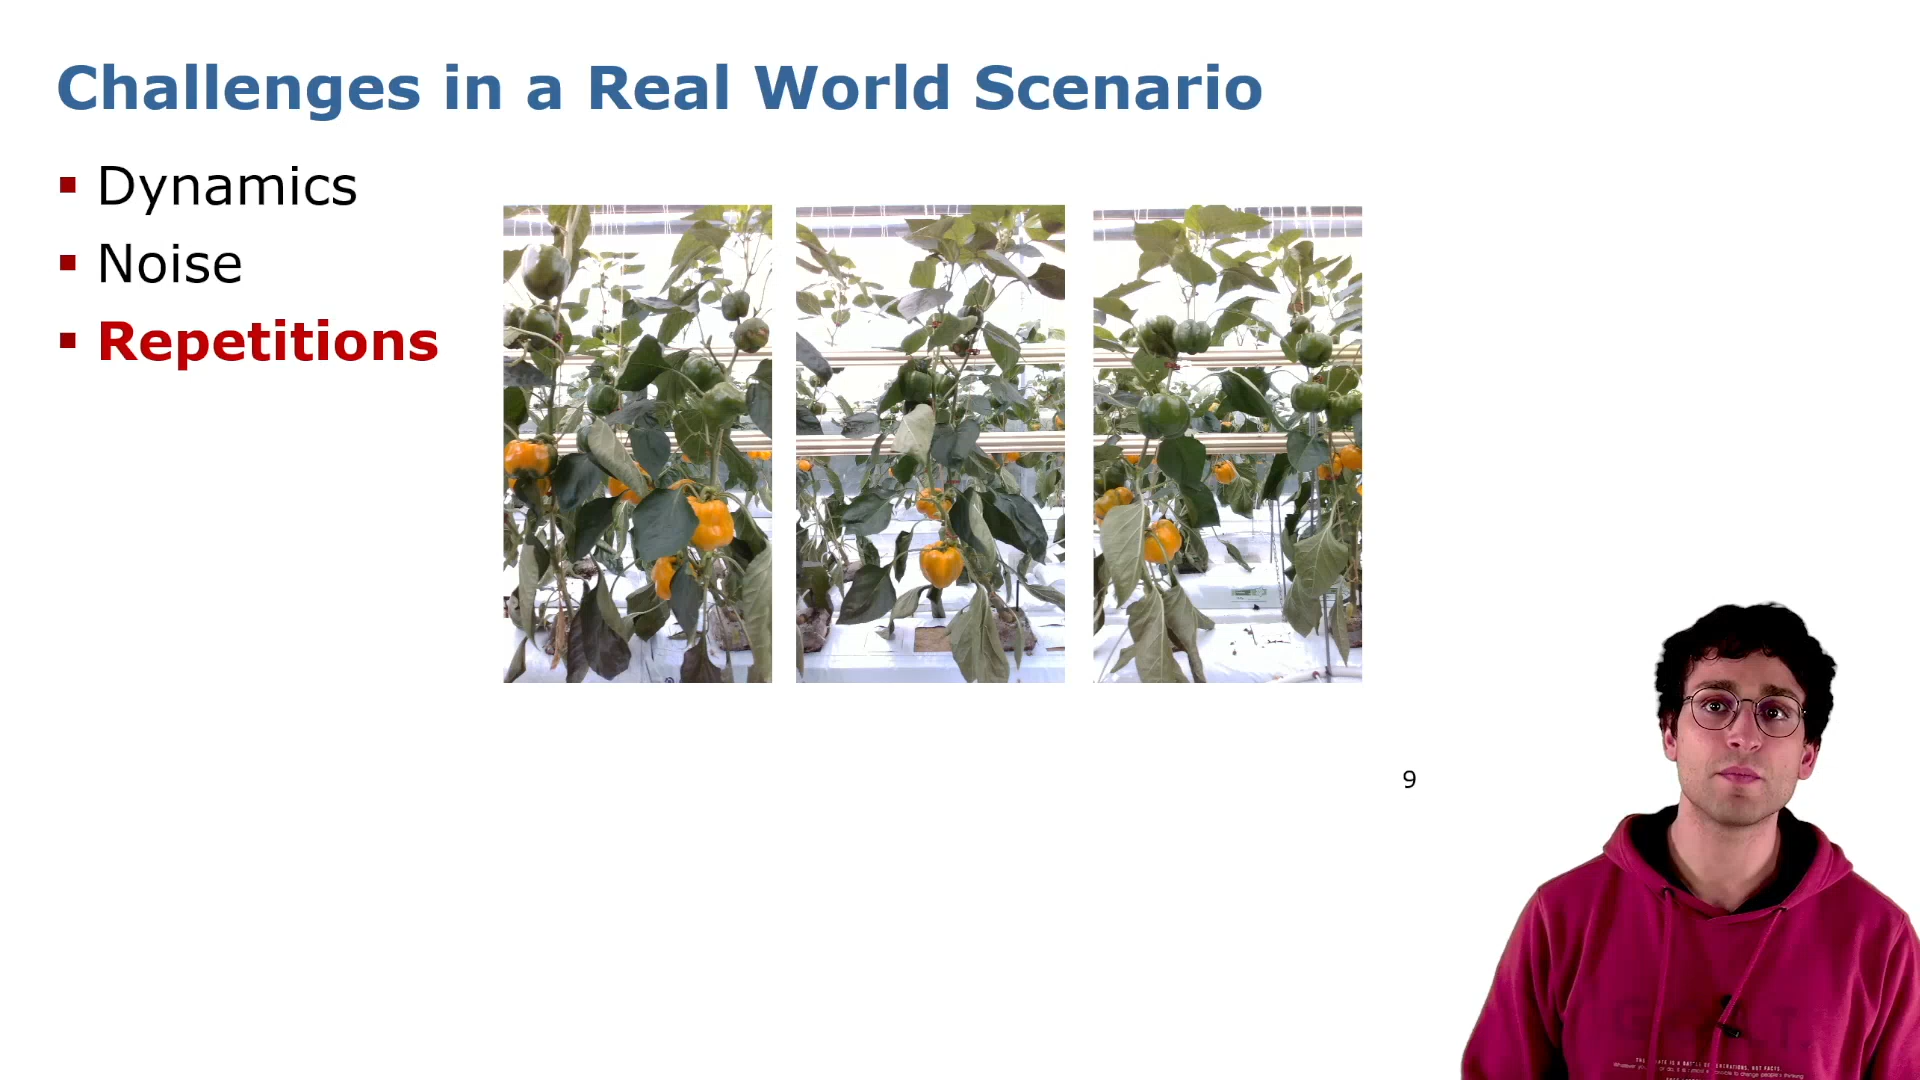 Challenges in a Real World Scenario
Dynamics
Noise
Repetitions
9